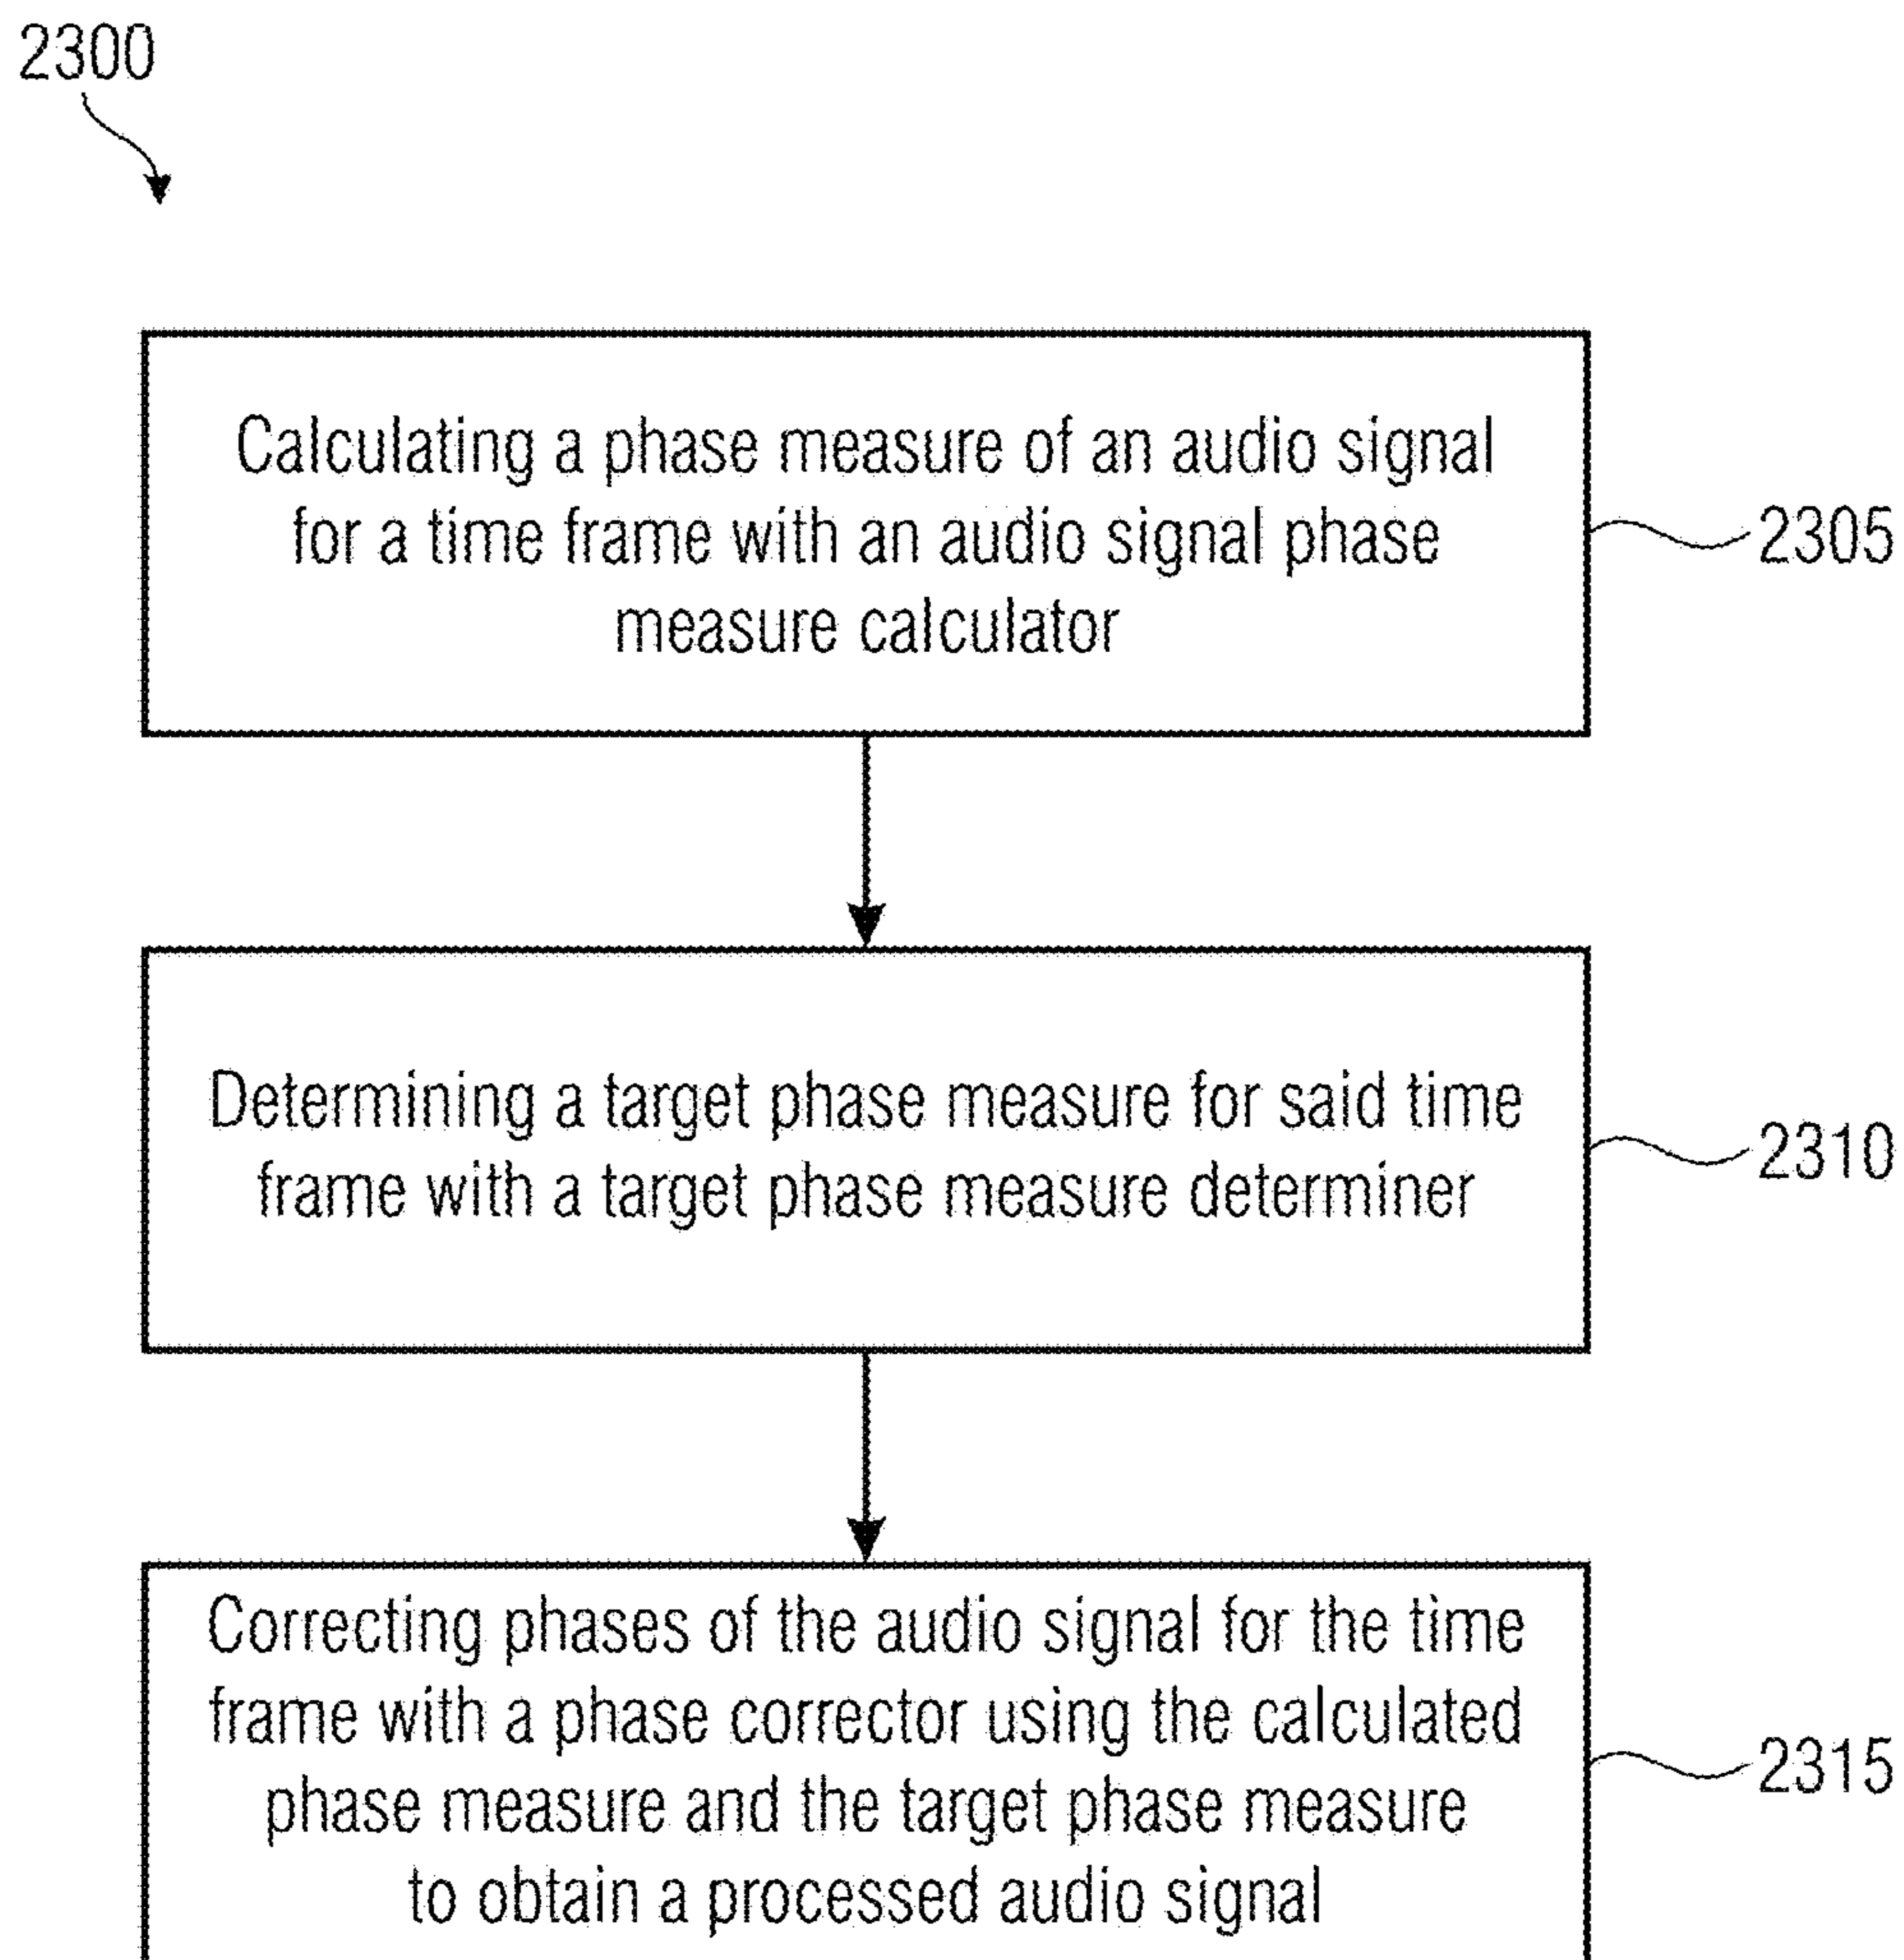 2300
Calculating a phase measure of an audio signal
for a time frame with an audio signal phase
measure calculator
2305
Determining a target phase measure for said time
frame with a target phase measure determiner
2310
Correcting phases of the audio signal for the time
frame with a phase corrector using the calculated
phase measure and the target phase measure
to obtain a processed audio signal
2315